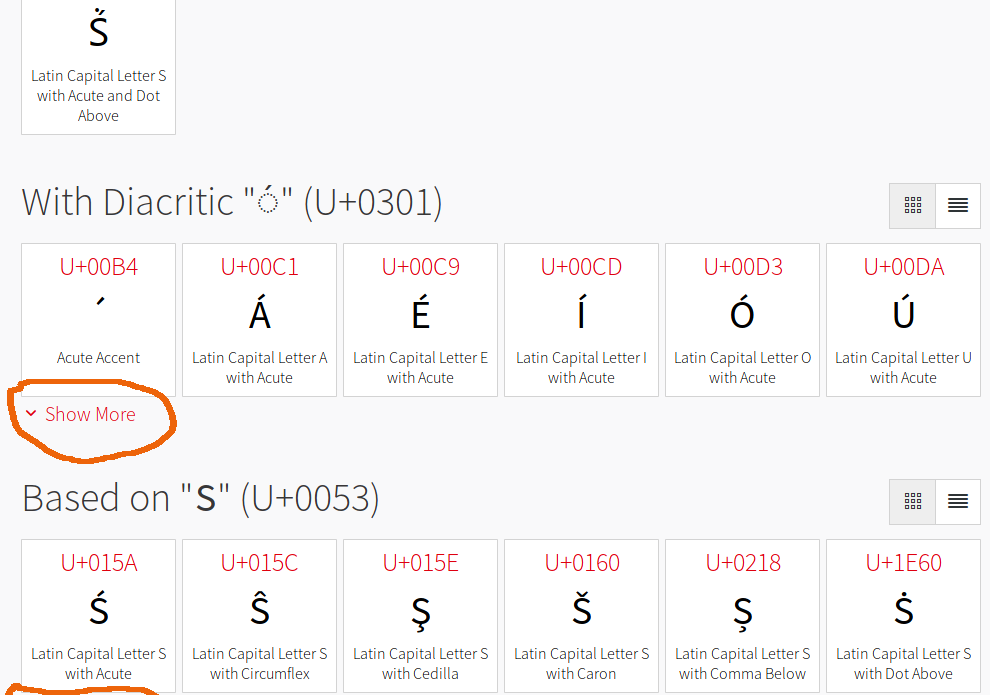 Ṥ
Latin Capital Letter S
with Acute and Dot
Above
With Diacritic "◌́" (U+0301)
U+00B4 U+00C1 U+00C9 U+00CD U+00D3 U+00DA
´ Á É Í Ó Ú
Acute Accent Latin Capital Letter A Latin Capital Letter E Latin Capital Letter I Latin Capital Letter O Latin Capital Letter U
with Acute with Acute with Acute with Acute with Acute
Show More
Based on "S" (U+0053)
U+015A U+015C U+015E U+0160 U+0218 U+1E60
Ś Ŝ Ş Š Ș Ṡ
Latin Capital Letter S Latin Capital Letter S Latin Capital Letter S Latin Capital Letter S Latin Capital Letter S Latin Capital Letter S
with Acute with Circumflex with Cedilla with Caron with Comma Below with Dot Above